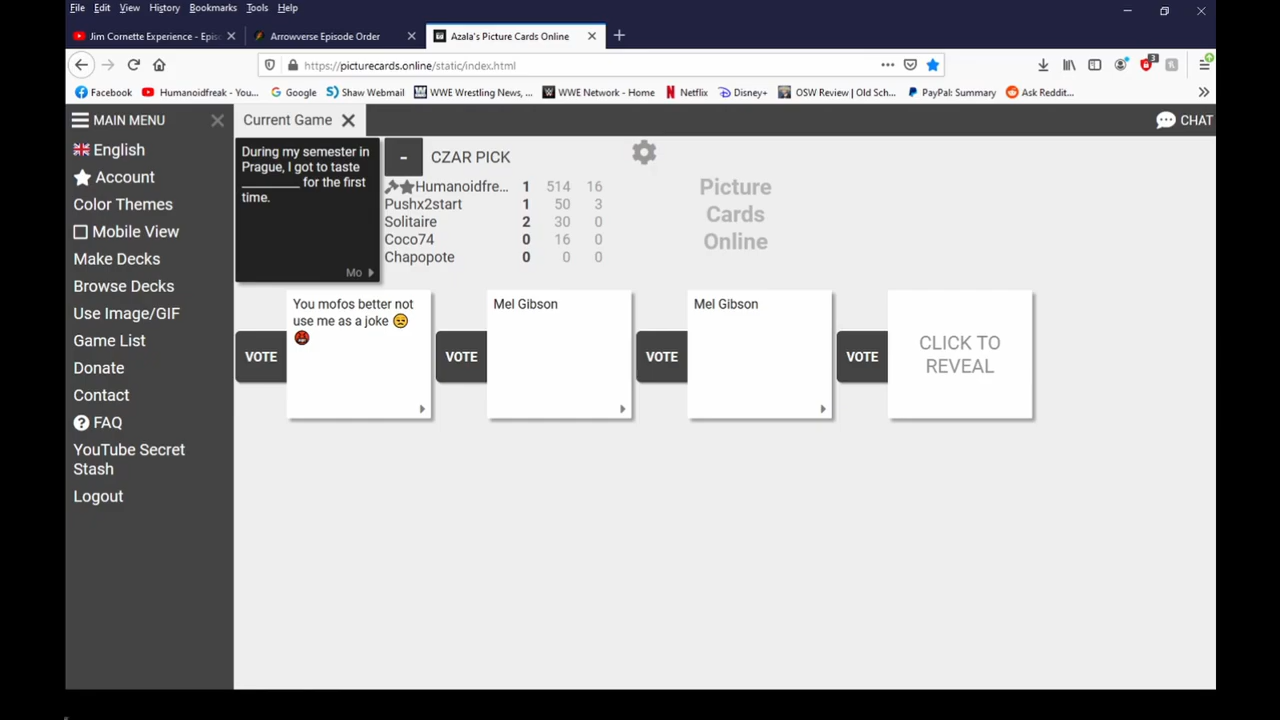 File Edit View History Bookmarks Tools Help
Jim Cornette Experience - Epis
Arrowverse Episode Order
Azala's Picture Cards Online
https://picturecards.online/static/index.html
3
Facebook
Humanoidfreak - You...
Google
Shaw Webmail
WWE Wrestling News, ...
WWE Network - Home
Netflix
Disney+
OSW Review | Old Sch...
PayPal: Summary
Ask Reddit...
MAIN MENU
Current Game
CHAT
English
Account
Color Themes
Mobile View
Make Decks
Browse Decks
Use Image/GIF
Game List
Donate
Contact
FAQ
YouTube Secret
Stash
Logout
During my semester in
Prague, I got to taste
__________ for the first
time.
Mo
-
CZAR PICK
Humanoidfre... 1 514 16
Pushx2start 1 50 3
Solitaire 2 30 0
Coco74 0 16 0
Chapopote 0 0 0
Picture
Cards
Online
VOTE
You mofos better not
use me as a joke 😒
😡
VOTE
Mel Gibson
VOTE
Mel Gibson
VOTE
CLICK TO
REVEAL